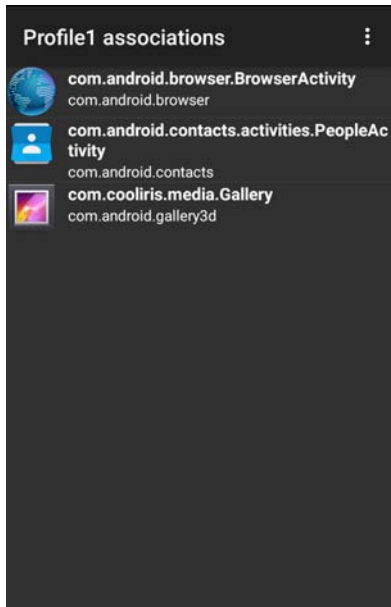 Profile1 associations
com.android.browser.BrowserActivity
com.android.browser
com.android.contacts.activities.PeopleAc
tivity
com.android.contacts
com.cooliris.media.Gallery
com.android.gallery3d